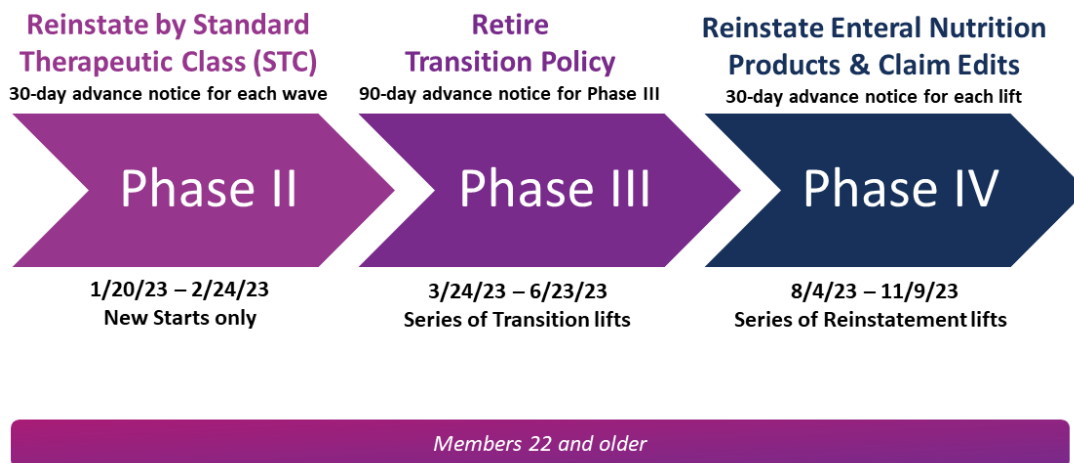 Reinstate by Standard
Therapeutic Class (STC)
30-day advance notice for each wave
Phase II
1/20/23 – 2/24/23
New Starts only
Retire
Transition Policy
90-day advance notice for Phase III
Phase III
3/24/23 – 6/23/23
Series of Transition lifts
Reinstate Enteral Nutrition
Products & Claim Edits
30-day advance notice for each lift
Phase IV
8/4/23 – 11/9/23
Series of Reinstatement lifts
Members 22 and older